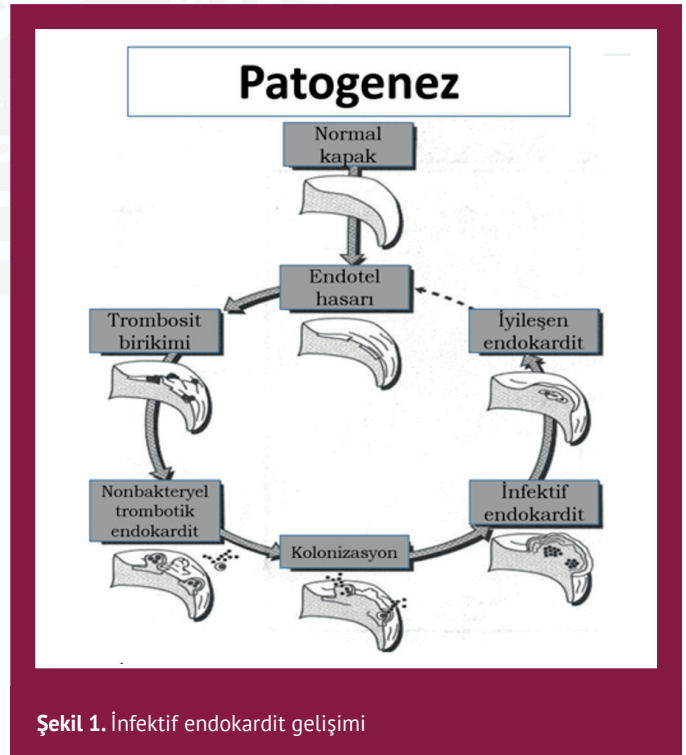 Patogenez
Normal
kapak
Endotel
hasarı
Trombosit
birikimi
İyileşen
endokardit
Nonbakteryel
trombotik
endokardit
Kolonizasyon
İnfektif
endokardit
Şekil 1. İnfektif endokardit gelişimi